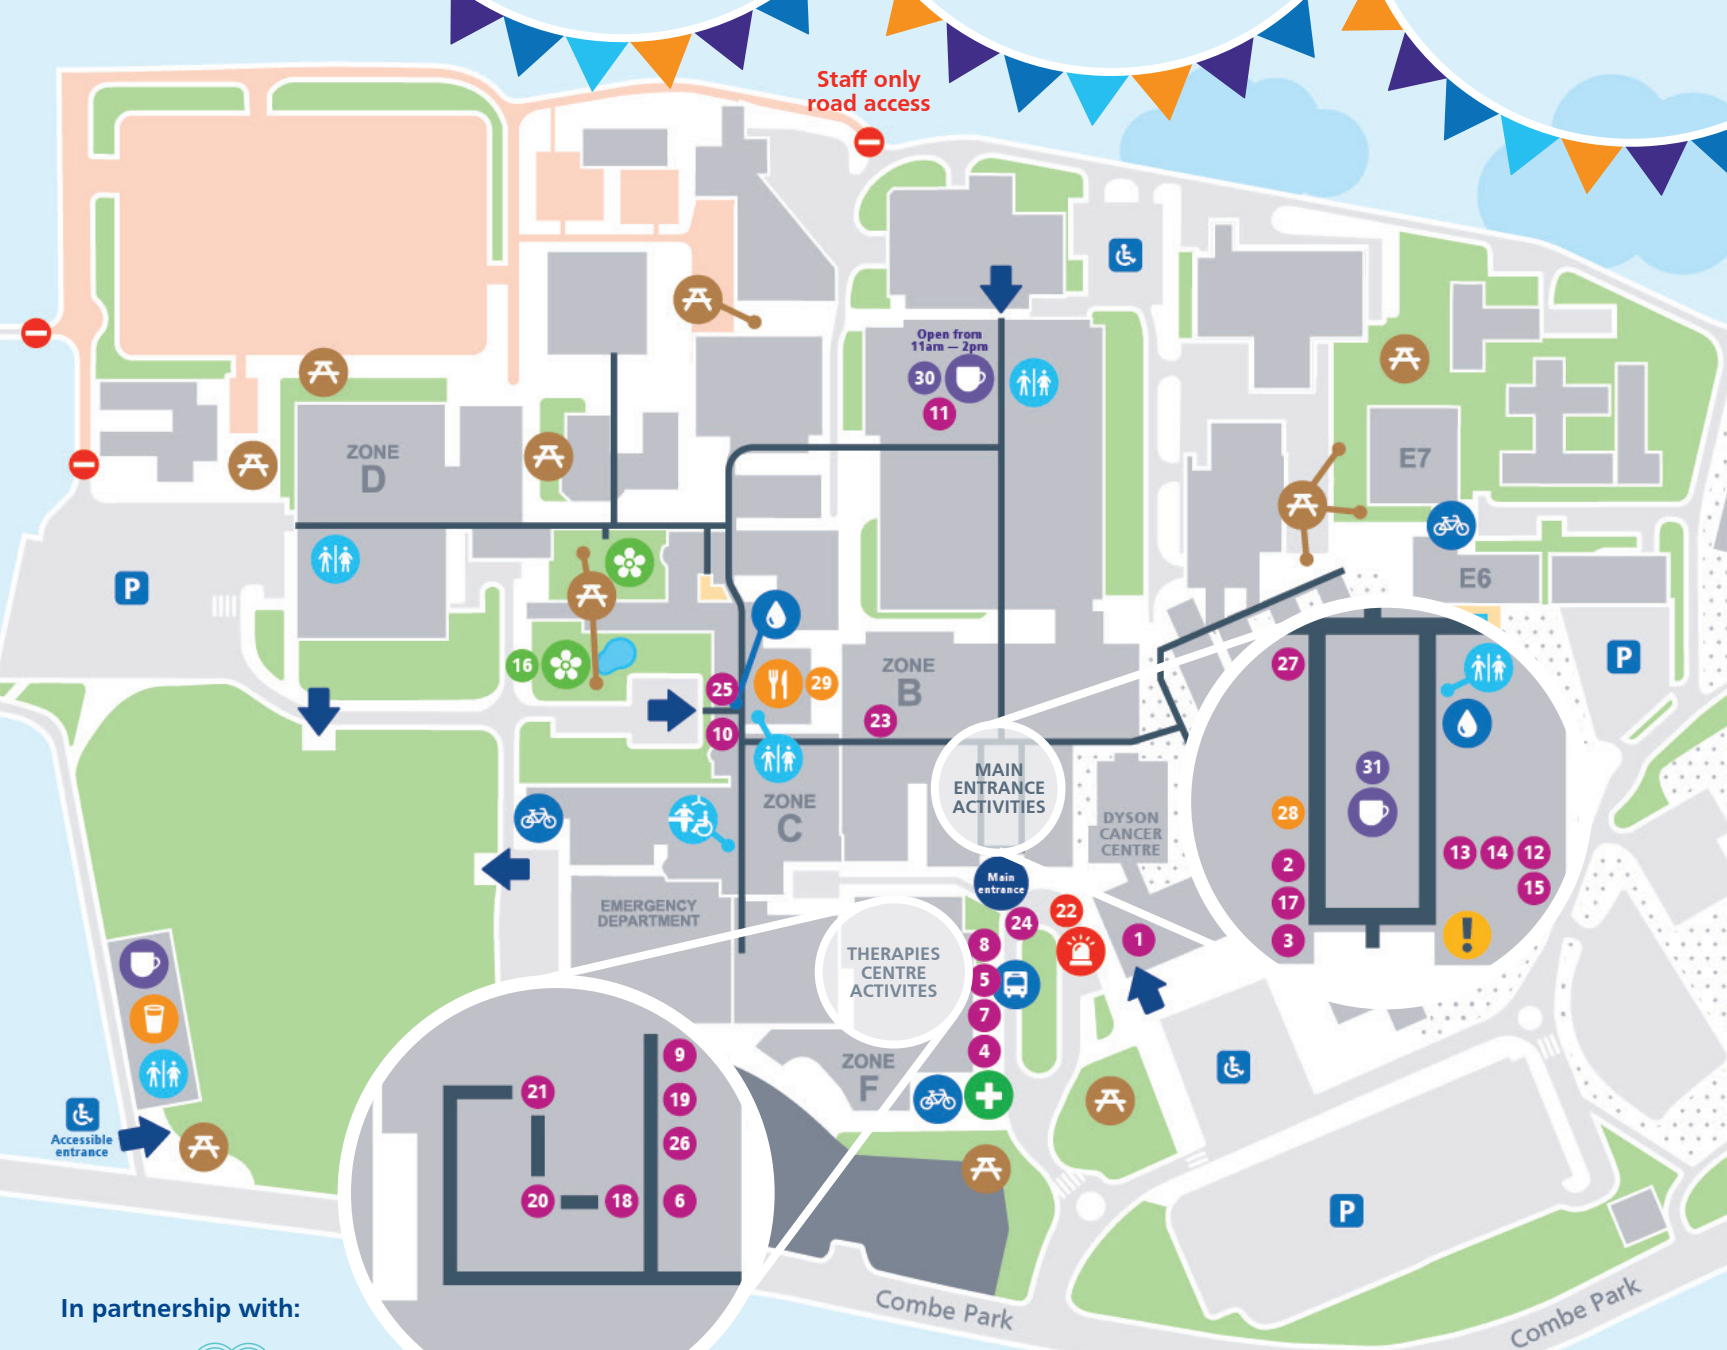 Staff only
road access
Open from
11am — 2pm
30
11
ZONE
D
E7
P
E6
16
25
29
ZONE
B
10
23
P
27
MAIN
ENTRANCE
ACTIVITIES
31
ZONE
C
DYSON
CANCER
CENTRE
28
13 14 12
2
15
Main
entrance
EMERGENCY
DEPARTMENT
17
22
24
1
3
!
8
THERAPIES
CENTRE
ACTIVITES
5
7
4
9
ZONE
F
21
19
Accessible
entrance
26
20
18
6
P
In partnership with:
Combe Park
Combe Park